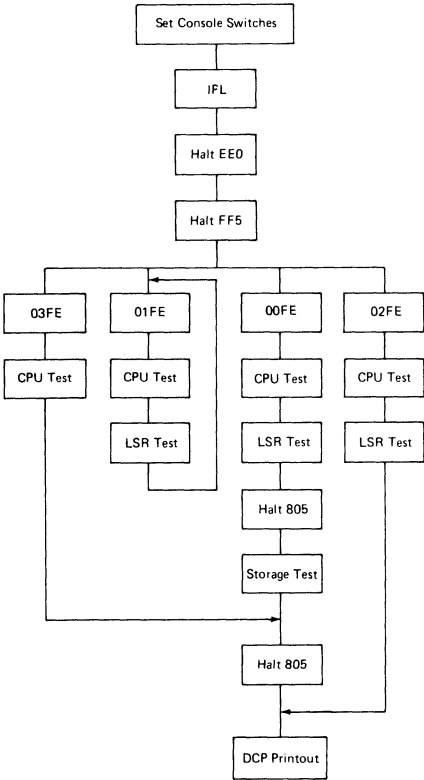 Set Console Switches
IFL
Halt EE0
Halt FF5
03FE
01FE
00FE
02FE
CPU Test
CPU Test
CPU Test
CPU Test
LSR Test
LSR Test
LSR Test
Halt 805
Storage Test
Halt 805
DCP Printout